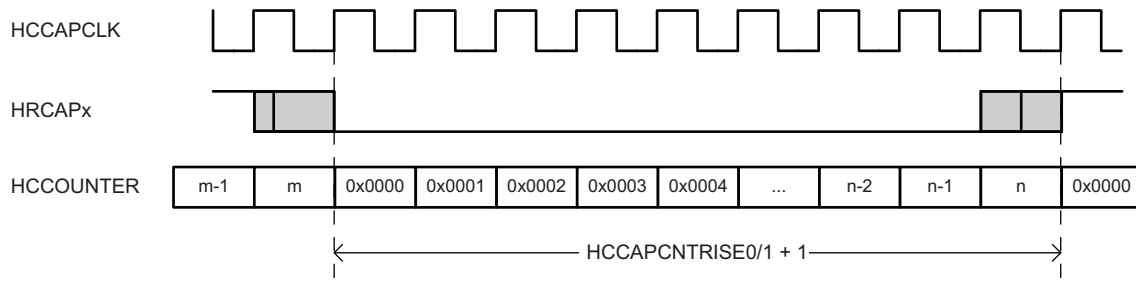 HCCAPCLK
HRCAPx
HCCOUNTER m-1 m 0x0000 0x0001 0x0002 0x0003 0x0004 ... n-2 n-1 n 0x0000
HCCAPCNTRISE0/1 + 1